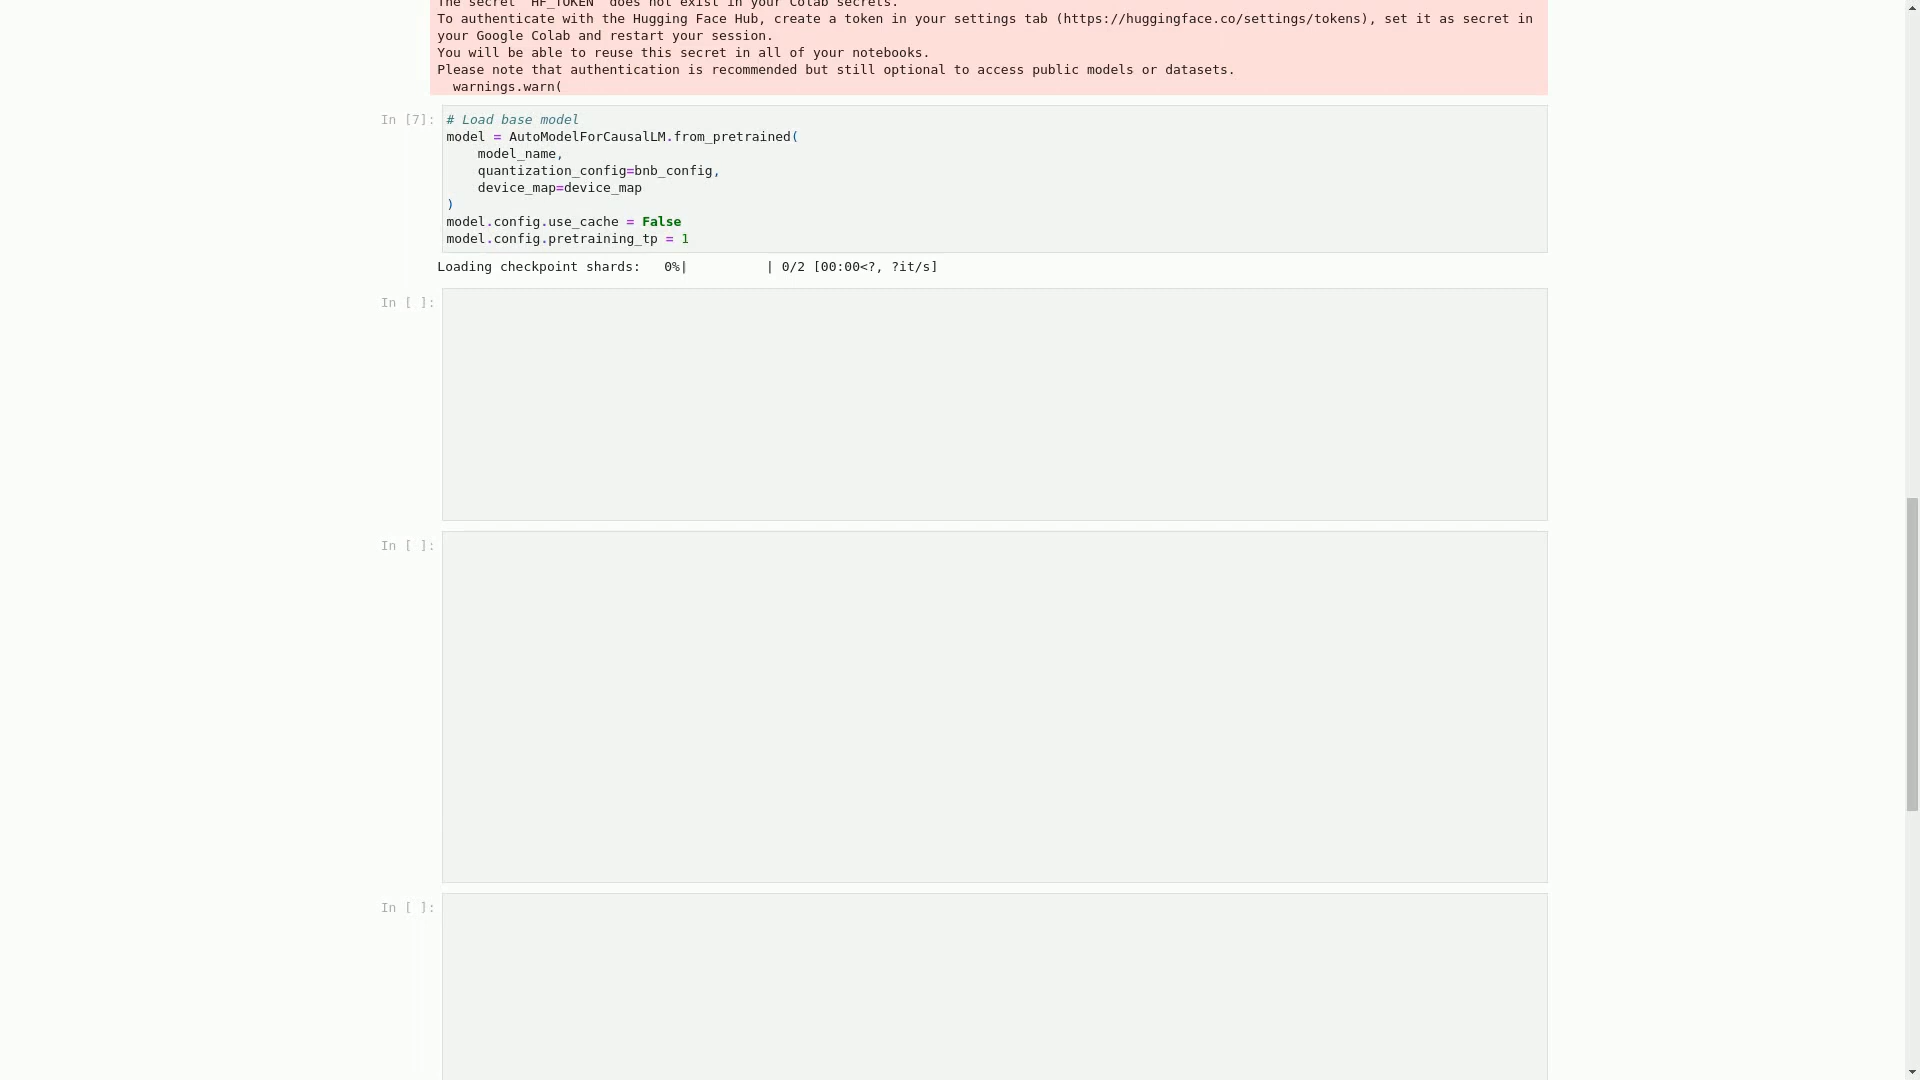 The secret `HF_TOKEN` does not exist in your Colab secrets.
To authenticate with the Hugging Face Hub, create a token in your settings tab (https://huggingface.co/settings/tokens), set it as secret in
your Google Colab and restart your session.
You will be able to reuse this secret in all of your notebooks.
Please note that authentication is recommended but still optional to access public models or datasets.
  warnings.warn(
In [7]:
# Load base model
model = AutoModelForCausalLM.from_pretrained(
    model_name,
    quantization_config=bnb_config,
    device_map=device_map
)
model.config.use_cache = False
model.config.pretraining_tp = 1
Loading checkpoint shards:   0%|          | 0/2 [00:00<?, ?it/s]
In [ ]:
In [ ]:
In [ ]: